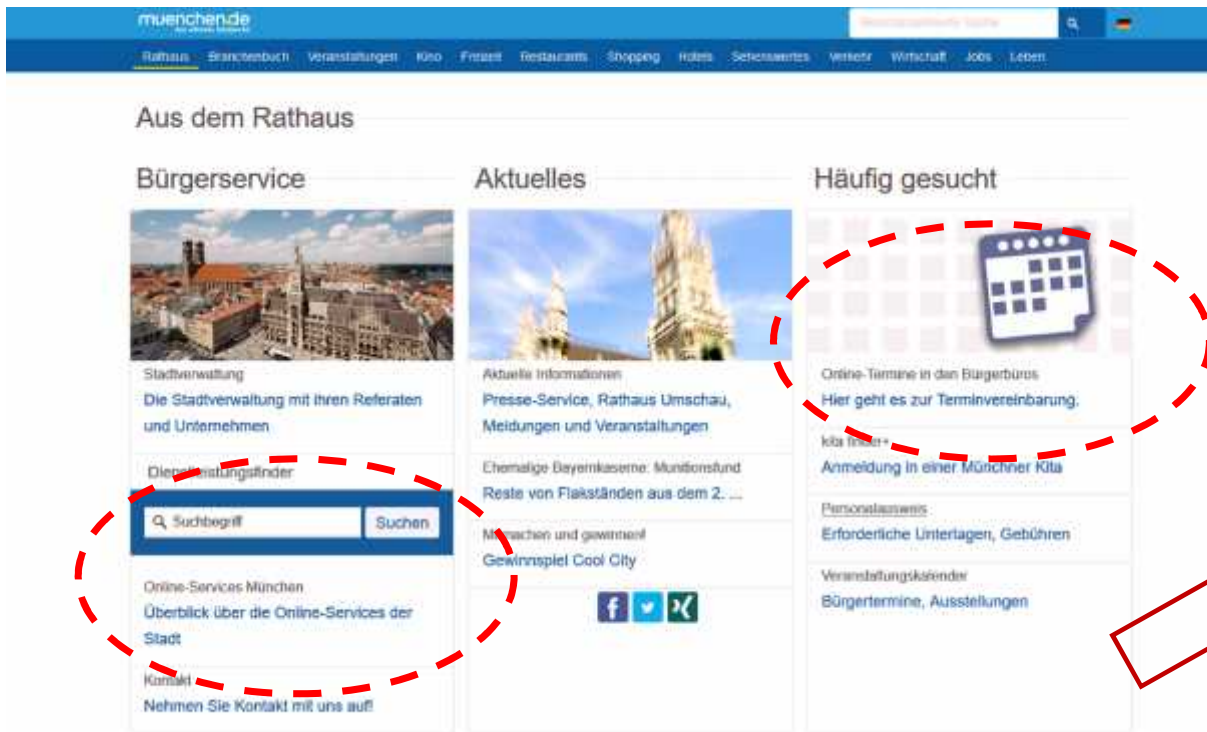 muenchen.de
Rathaus Branchenbuch Veranstaltungen Kino Freizeit Restaurants Shopping Hotels Sehenswertes Verkehr Wirtschaft Jobs Leben
Aus dem Rathaus
Bürgerservice
Stadtverwaltung
Die Stadtverwaltung mit ihren Referaten
und Unternehmen
Dienstleistungsfinder
Suchbegriff Suchen
Online-Services München
Überblick über die Online-Services der
Stadt
Kontakt
Nehmen Sie Kontakt mit uns auf!
Aktuelles
Aktuelle Informationen
Presse-Service, Rathaus Umschau,
Meldungen und Veranstaltungen
Ehemalige Bayernkaserne: Munitionsfund
Reste von Flakständen aus dem 2. ...
Mitmachen und gewinnen!
Gewinnspiel Cool City
Häufig gesucht
Online-Termine in den Bürgerbüros
Hier geht es zur Terminvereinbarung.
kita finder+
Anmeldung in einer Münchner Kita
Personalausweis
Erforderliche Unterlagen, Gebühren
Veranstaltungskalender
Bürgertermine, Ausstellungen